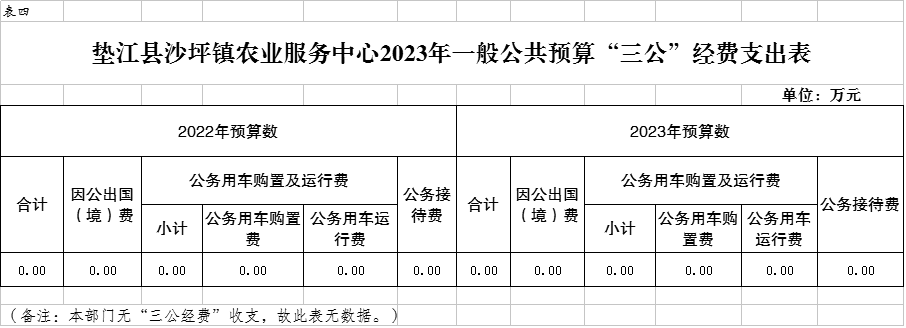 表四
垫江县沙坪镇农业服务中心2023年一般公共预算“三公”经费支出表
单位：万元
2022年预算数 2023年预算数
合计 因公出国（境）费 公务用车购置及运行费 公务接待费 合计 因公出国（境）费 公务用车购置及运行费 公务接待费
小计 公务用车购置费 公务用车运行费 小计 公务用车购置费 公务用车运行费
0.00 0.00 0.00 0.00 0.00 0.00 0.00 0.00 0.00 0.00 0.00 0.00
（备注：本部门无“三公经费”收支，故此表无数据。）